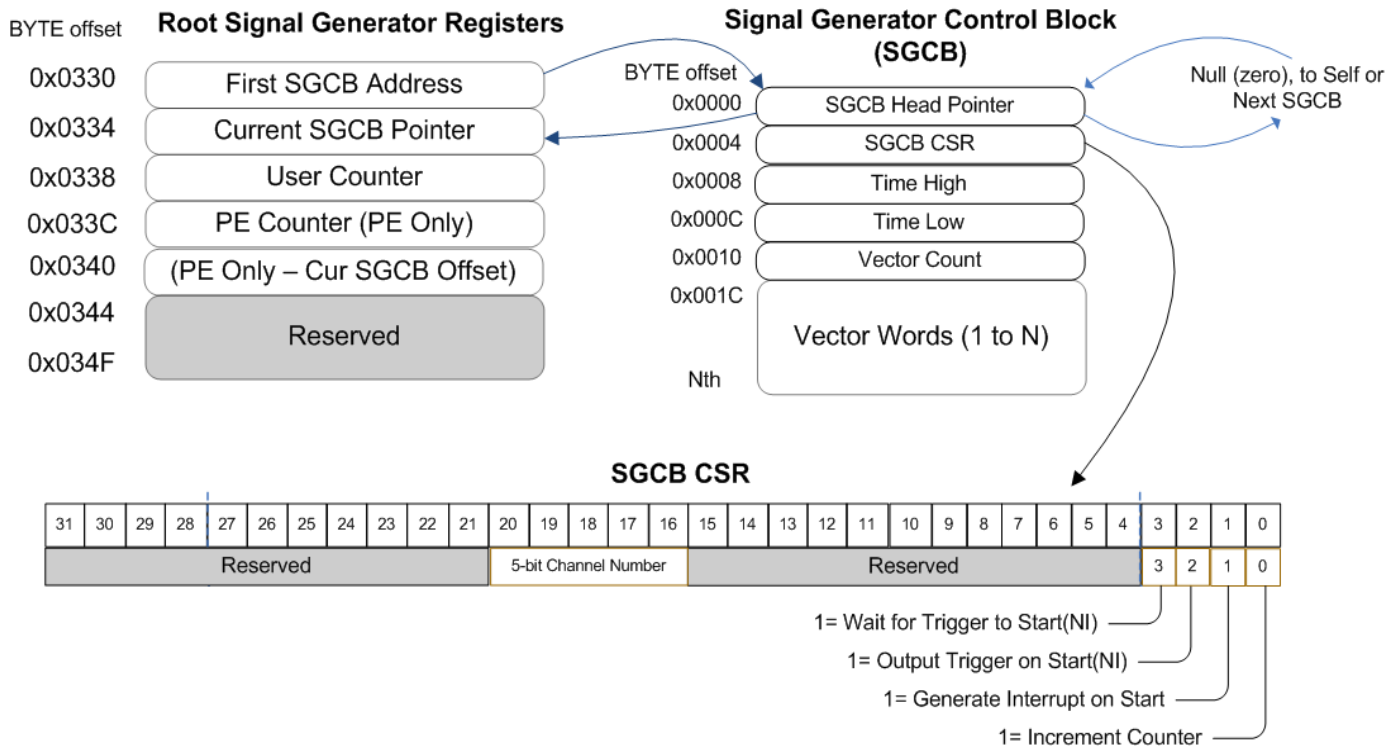 BYTE offset
Root Signal Generator Registers
0x0330
First SGCB Address
0x0334
Current SGCB Pointer
0x0338
User Counter
0x033C
PE Counter (PE Only)
0x0340
(PE Only – Cur SGCB Offset)
0x0344
Reserved
0x034F
Signal Generator Control Block
(SGCB)
BYTE offset
0x0000
SGCB Head Pointer
0x0004
SGCB CSR
0x0008
Time High
0x000C
Time Low
0x0010
Vector Count
0x001C
Vector Words (1 to N)
Nth
Null (zero), to Self or
Next SGCB
SGCB CSR
31 30 29 28 27 26 25 24 23 22 21 20 19 18 17 16 15 14 13 12 11 10 9 8 7 6 5 4 3 2 1 0
Reserved 5-bit Channel Number Reserved 3 2 1 0
1= Wait for Trigger to Start(NI)
1= Output Trigger on Start(NI)
1= Generate Interrupt on Start
1= Increment Counter